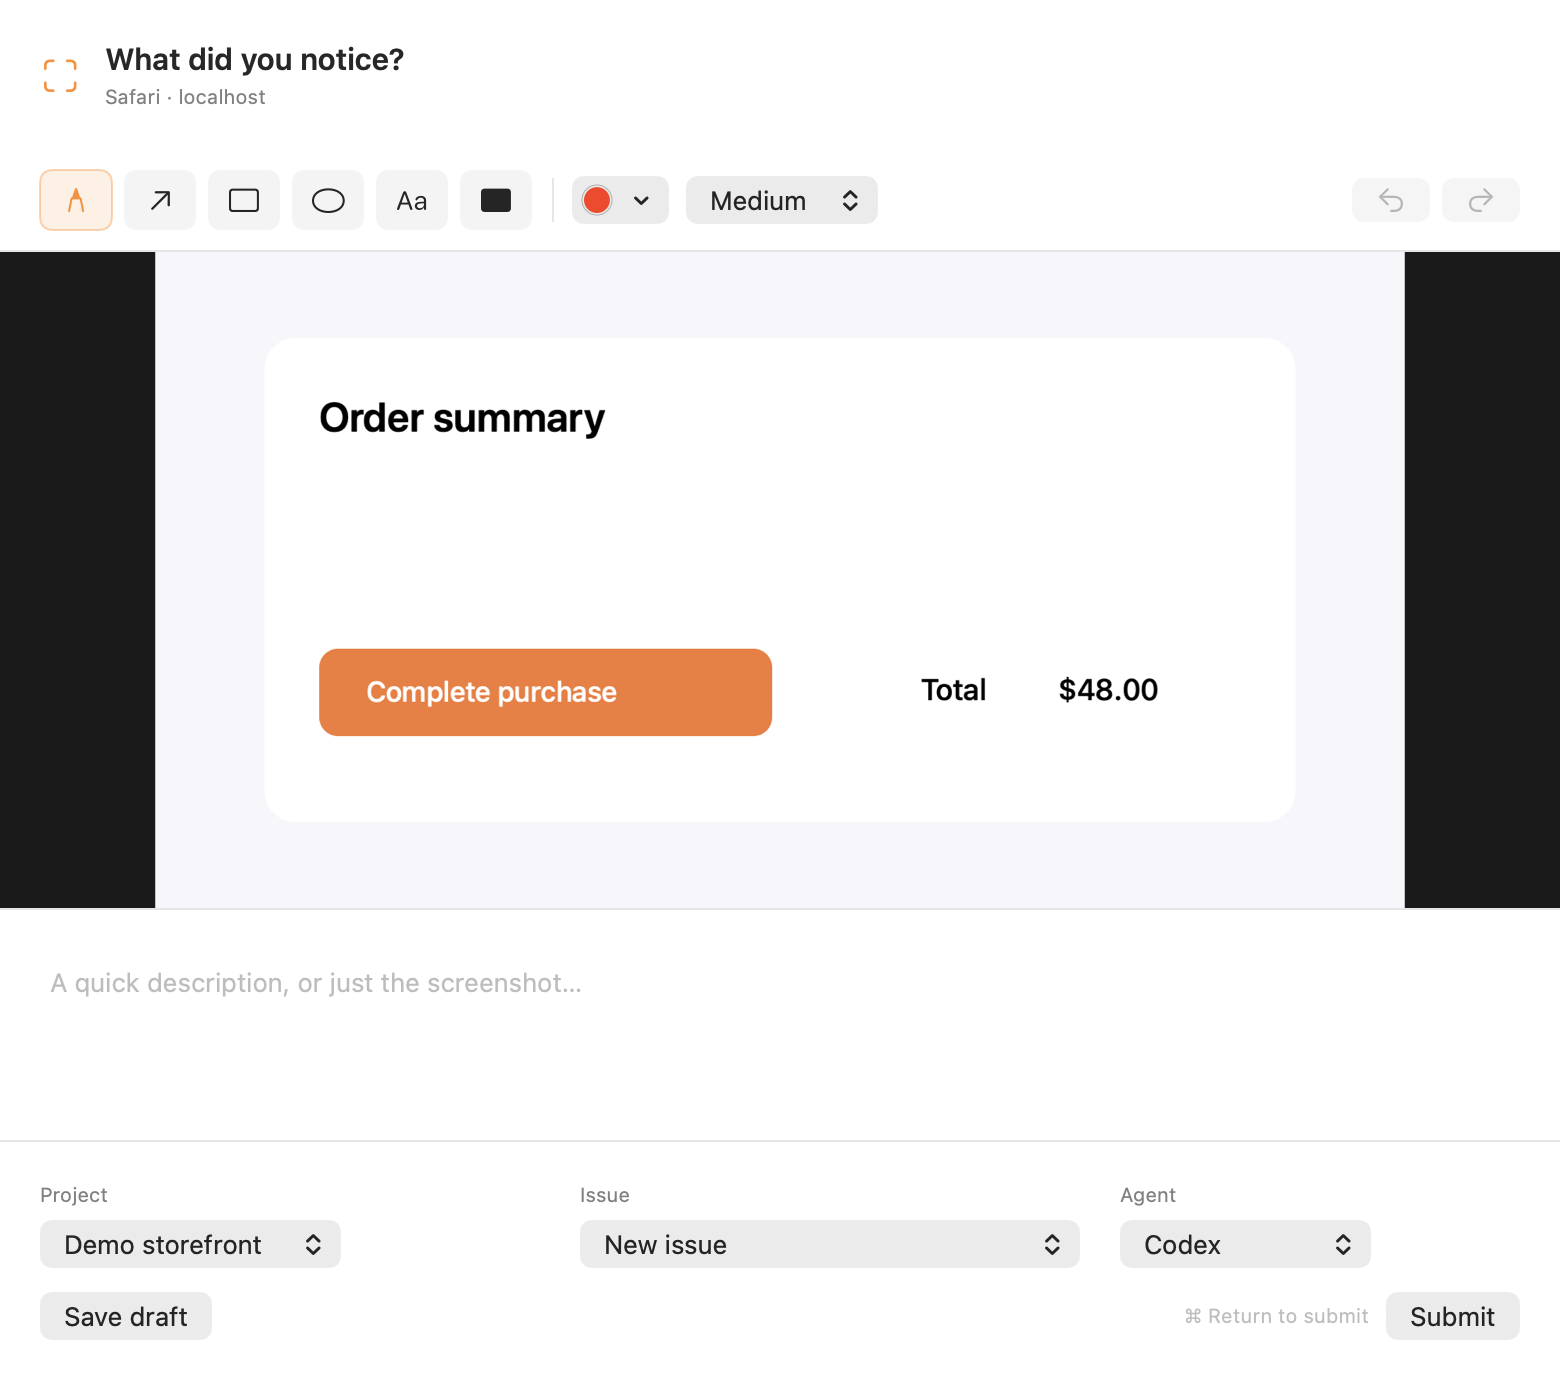 What did you notice?
Safari · localhost
Aa
Medium
Order summary
Complete purchase
Total $48.00
A quick description, or just the screenshot...
Project Issue Agent
Demo storefront New issue Codex
Save draft ⌘ Return to submit Submit